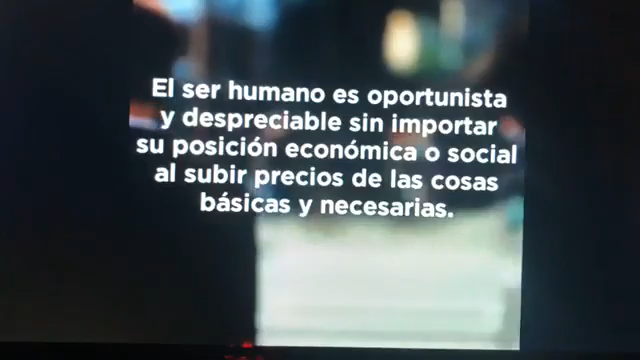 El ser humano es oportunista
y despreciable sin importar
su posición económica o social
al subir precios de las cosas
básicas y necesarias.